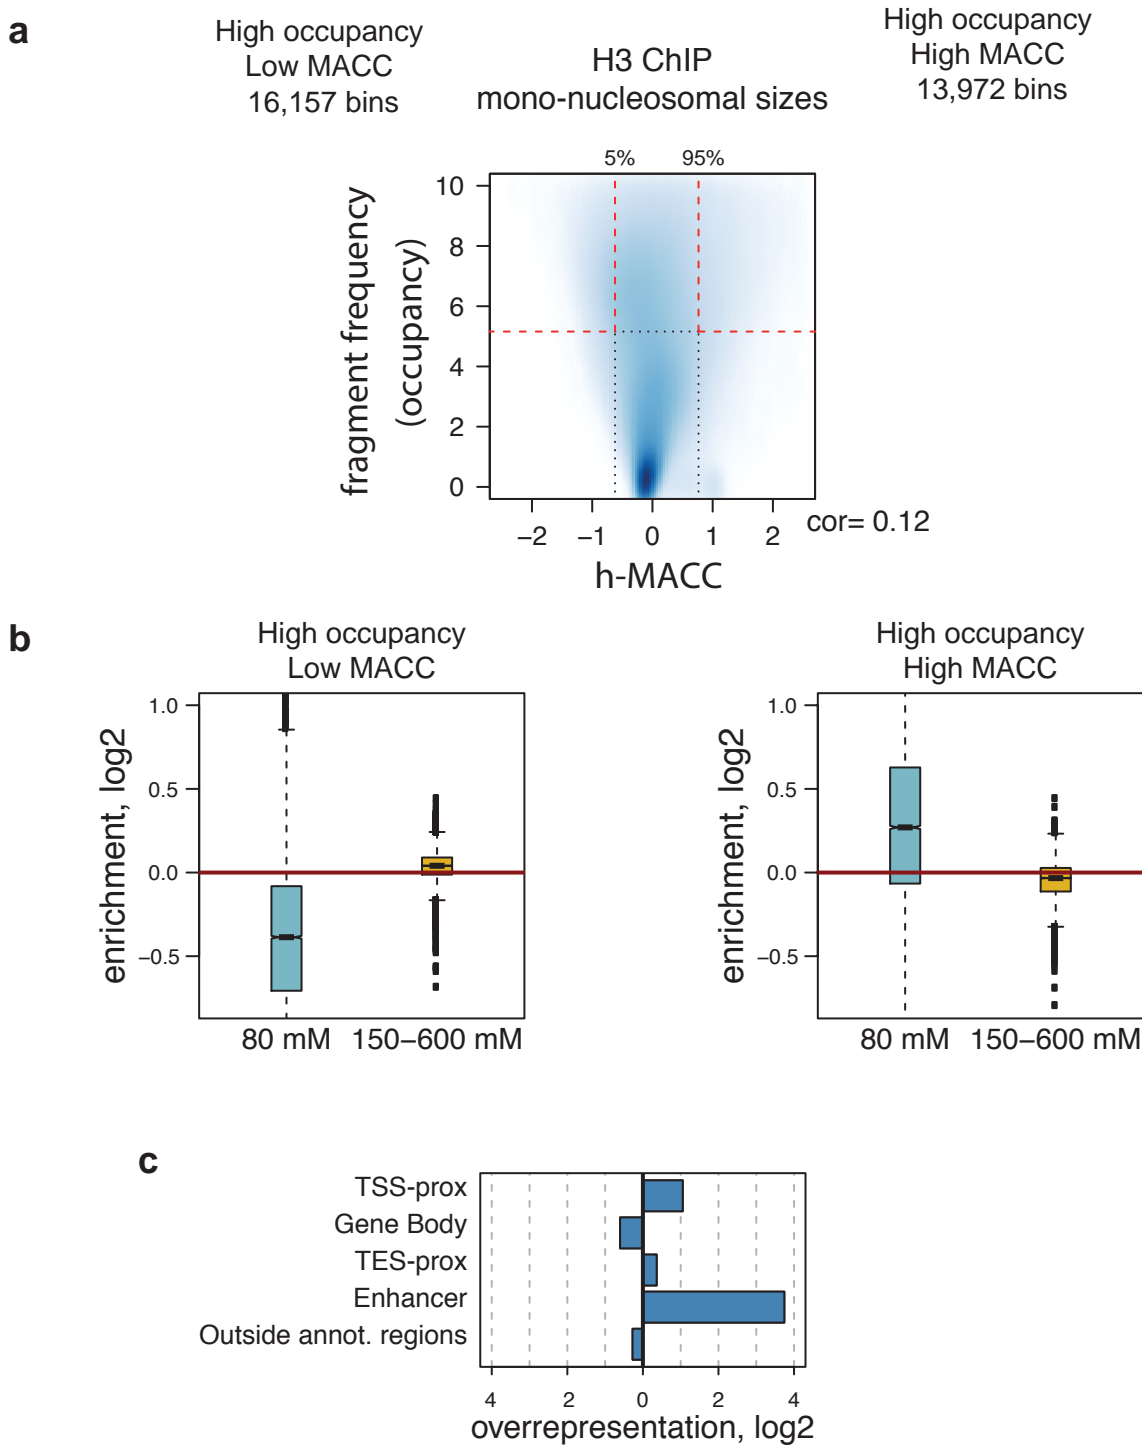 a
High occupancy
Low MACC
16,157 bins
H3 ChIP
mono-nucleosomal sizes
High occupancy
High MACC
13,972 bins
5% 95%
fragment frequency
(occupancy)
10
8
6
4
2
0
−2 −1 0 1 2
cor= 0.12
h-MACC
b
High occupancy
Low MACC
enrichment, log2
1.0
0.5
0.0
−0.5
80 mM 150−600 mM
High occupancy
High MACC
enrichment, log2
1.0
0.5
0.0
−0.5
80 mM 150−600 mM
c
TSS-prox
Gene Body
TES-prox
Enhancer
Outside annot. regions
4 2 0 2 4
overrepresentation, log2